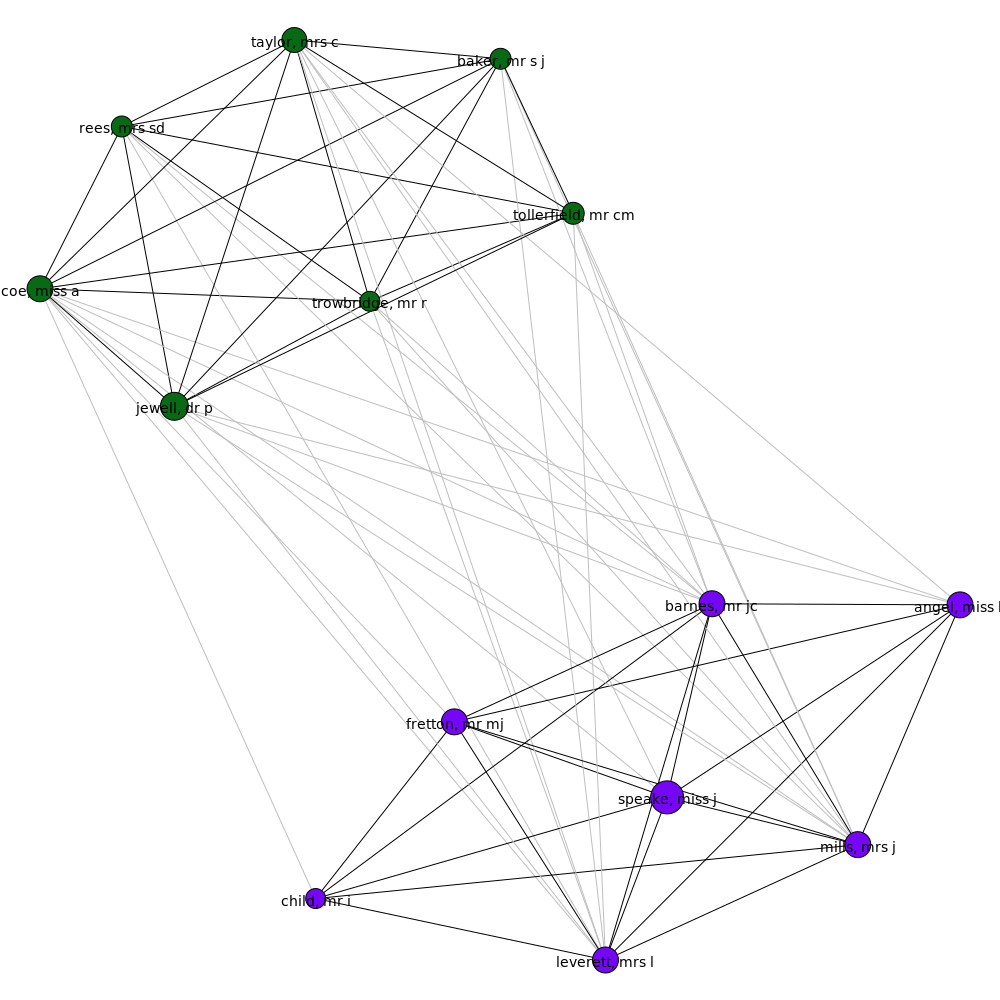 taylor, mrs c
baker, mr s j
rees, mrs sd
tollerfield, mr cm
coe, miss a
trowbridge, mr r
jewell, dr p
barnes, mr jc
angel, miss
fretton, mr mj
speake, miss j
mills, mrs j
child, mr i
leverett, mrs l